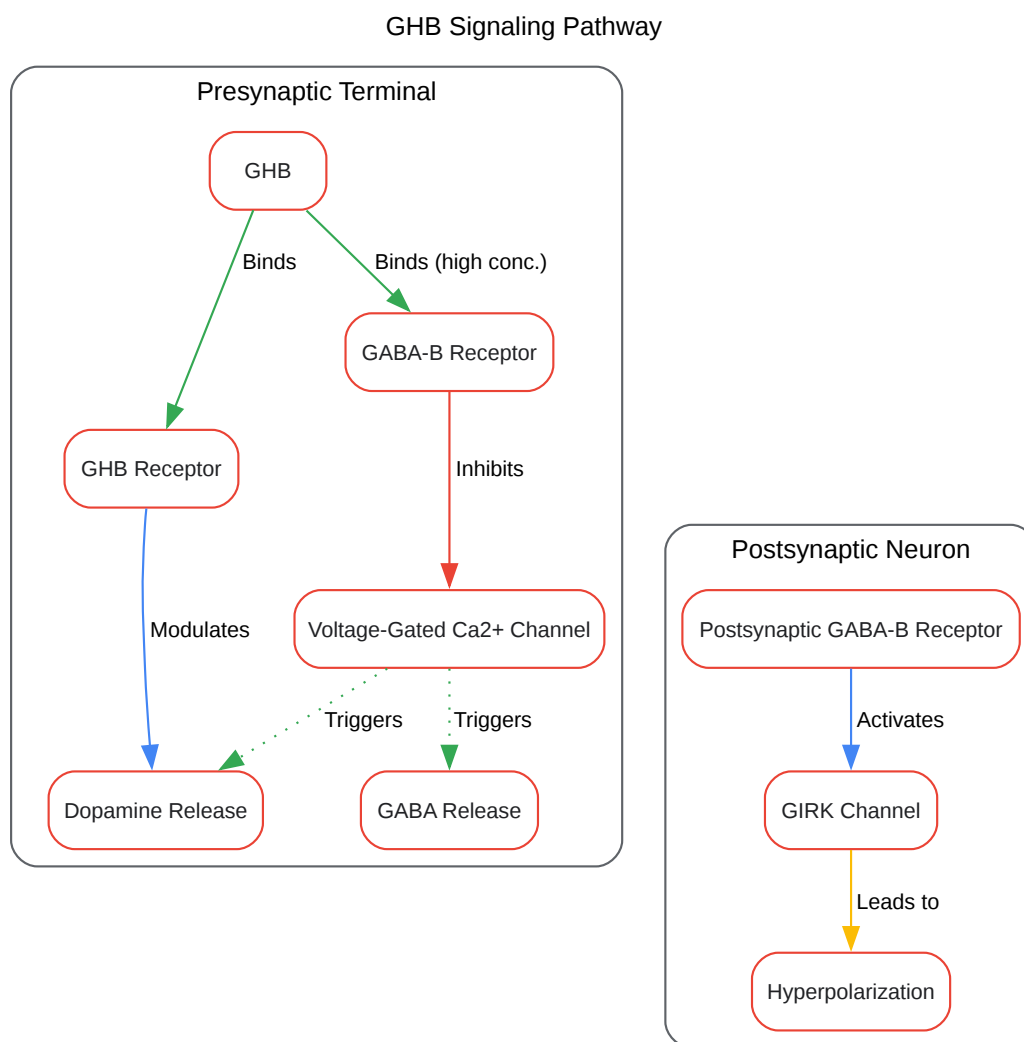 GHB Signaling Pathway
Presynaptic Terminal
GHB
Binds
Binds (high conc.)
GABA-B Receptor
GHB Receptor
Inhibits
Modulates
Voltage-Gated Ca2+ Channel
Triggers
Triggers
Dopamine Release
GABA Release
Postsynaptic Neuron
Postsynaptic GABA-B Receptor
Activates
GIRK Channel
Leads to
Hyperpolarization